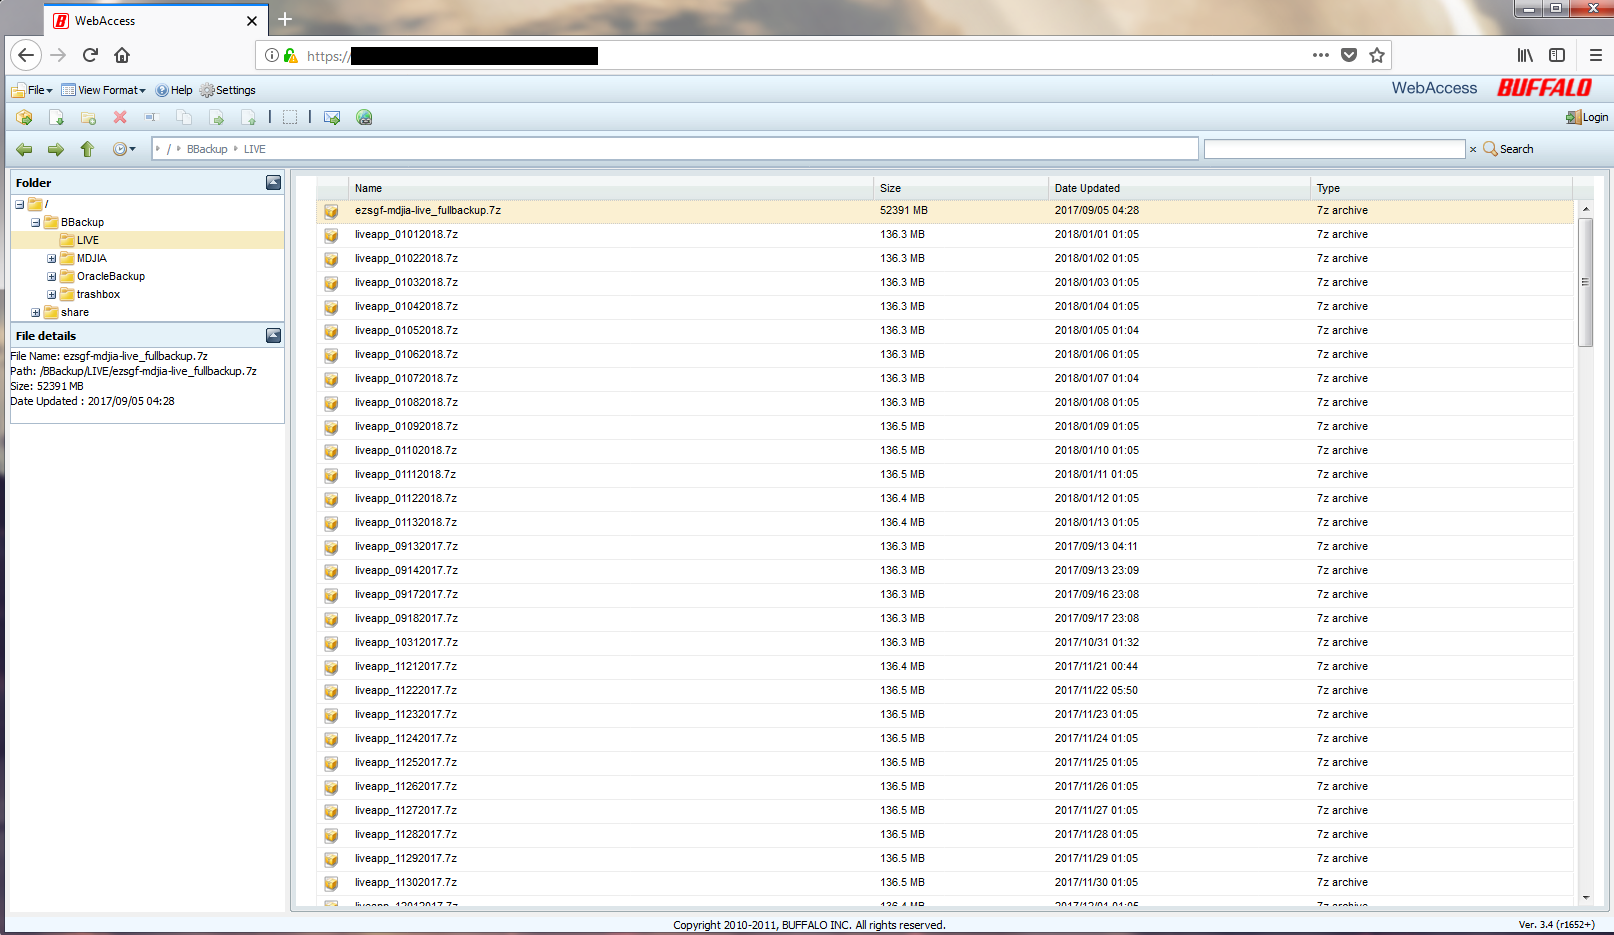 WebAccess
https://
File View Format Help Settings WebAccess BUFFALO
Login
/ BBackup LIVE Search
Folder
/
BBackup
LIVE
MDJIA
OracleBackup
trashbox
share
File details
File Name: ezsgf-mdjia-live_fullbackup.7z
Path: /BBackup/LIVE/ezsgf-mdjia-live_fullbackup.7z
Size: 52391 MB
Date Updated : 2017/09/05 04:28
Name Size Date Updated Type
ezsgf-mdjia-live_fullbackup.7z 52391 MB 2017/09/05 04:28 7z archive
liveapp_01012018.7z 136.3 MB 2018/01/01 01:05 7z archive
liveapp_01022018.7z 136.3 MB 2018/01/02 01:05 7z archive
liveapp_01032018.7z 136.3 MB 2018/01/03 01:05 7z archive
liveapp_01042018.7z 136.3 MB 2018/01/04 01:05 7z archive
liveapp_01052018.7z 136.3 MB 2018/01/05 01:04 7z archive
liveapp_01062018.7z 136.3 MB 2018/01/06 01:05 7z archive
liveapp_01072018.7z 136.3 MB 2018/01/07 01:04 7z archive
liveapp_01082018.7z 136.3 MB 2018/01/08 01:05 7z archive
liveapp_01092018.7z 136.5 MB 2018/01/09 01:05 7z archive
liveapp_01102018.7z 136.5 MB 2018/01/10 01:05 7z archive
liveapp_01112018.7z 136.5 MB 2018/01/11 01:05 7z archive
liveapp_01122018.7z 136.4 MB 2018/01/12 01:05 7z archive
liveapp_01132018.7z 136.4 MB 2018/01/13 01:05 7z archive
liveapp_09132017.7z 136.3 MB 2017/09/13 04:11 7z archive
liveapp_09142017.7z 136.3 MB 2017/09/13 23:09 7z archive
liveapp_09172017.7z 136.3 MB 2017/09/16 23:08 7z archive
liveapp_09182017.7z 136.3 MB 2017/09/17 23:08 7z archive
liveapp_10312017.7z 136.3 MB 2017/10/31 01:32 7z archive
liveapp_11212017.7z 136.4 MB 2017/11/21 00:44 7z archive
liveapp_11222017.7z 136.5 MB 2017/11/22 05:50 7z archive
liveapp_11232017.7z 136.5 MB 2017/11/23 01:05 7z archive
liveapp_11242017.7z 136.5 MB 2017/11/24 01:05 7z archive
liveapp_11252017.7z 136.5 MB 2017/11/25 01:05 7z archive
liveapp_11262017.7z 136.5 MB 2017/11/26 01:05 7z archive
liveapp_11272017.7z 136.5 MB 2017/11/27 01:05 7z archive
liveapp_11282017.7z 136.5 MB 2017/11/28 01:05 7z archive
liveapp_11292017.7z 136.5 MB 2017/11/29 01:05 7z archive
liveapp_11302017.7z 136.5 MB 2017/11/30 01:05 7z archive
liveapp_12012017.7z 136.4 MB 2017/12/01 01:05 7z archive
Copyright 2010-2011, BUFFALO INC. All rights reserved.
Ver. 3.4 (r1652+)